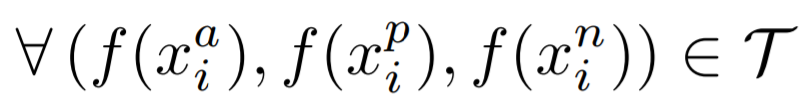 ∀ (f(x_i^a), f(x_i^p), f(x_i^n)) ∈ 𝒯